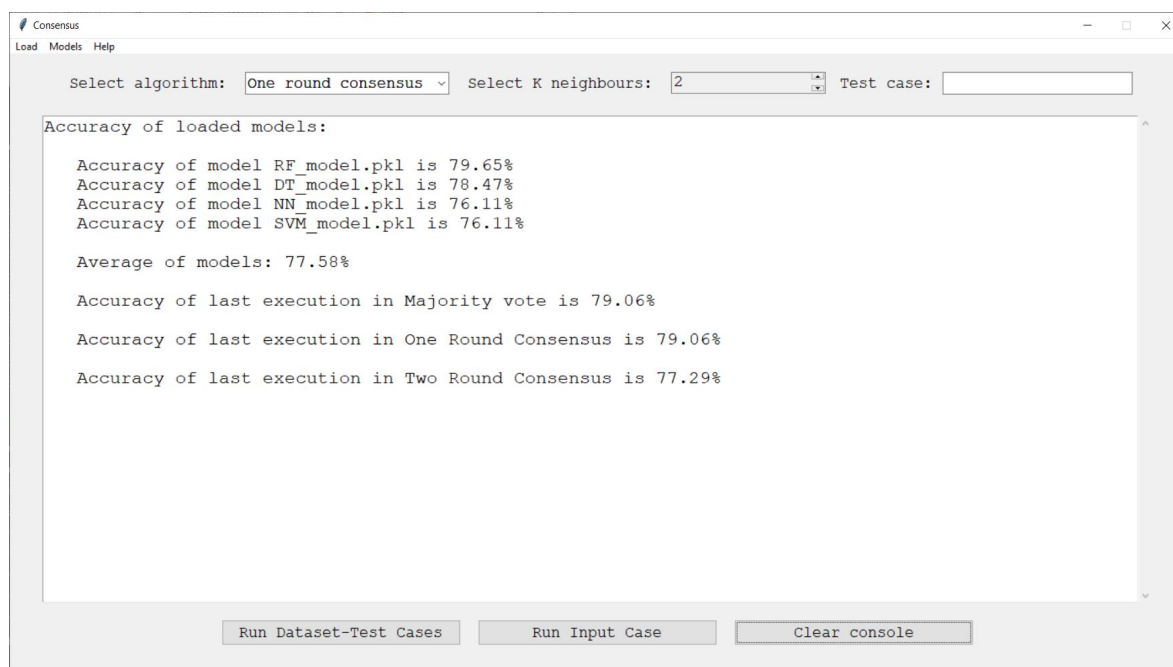 Consensus
Load Models Help
Select algorithm: One round consensus Select K neighbours: 2 Test case:
Accuracy of loaded models:
Accuracy of model RF_model.pkl is 79.65%
Accuracy of model DT_model.pkl is 78.47%
Accuracy of model NN_model.pkl is 76.11%
Accuracy of model SVM_model.pkl is 76.11%
Average of models: 77.58%
Accuracy of last execution in Majority vote is 79.06%
Accuracy of last execution in One Round Consensus is 79.06%
Accuracy of last execution in Two Round Consensus is 77.29%
Run Dataset-Test Cases Run Input Case Clear console